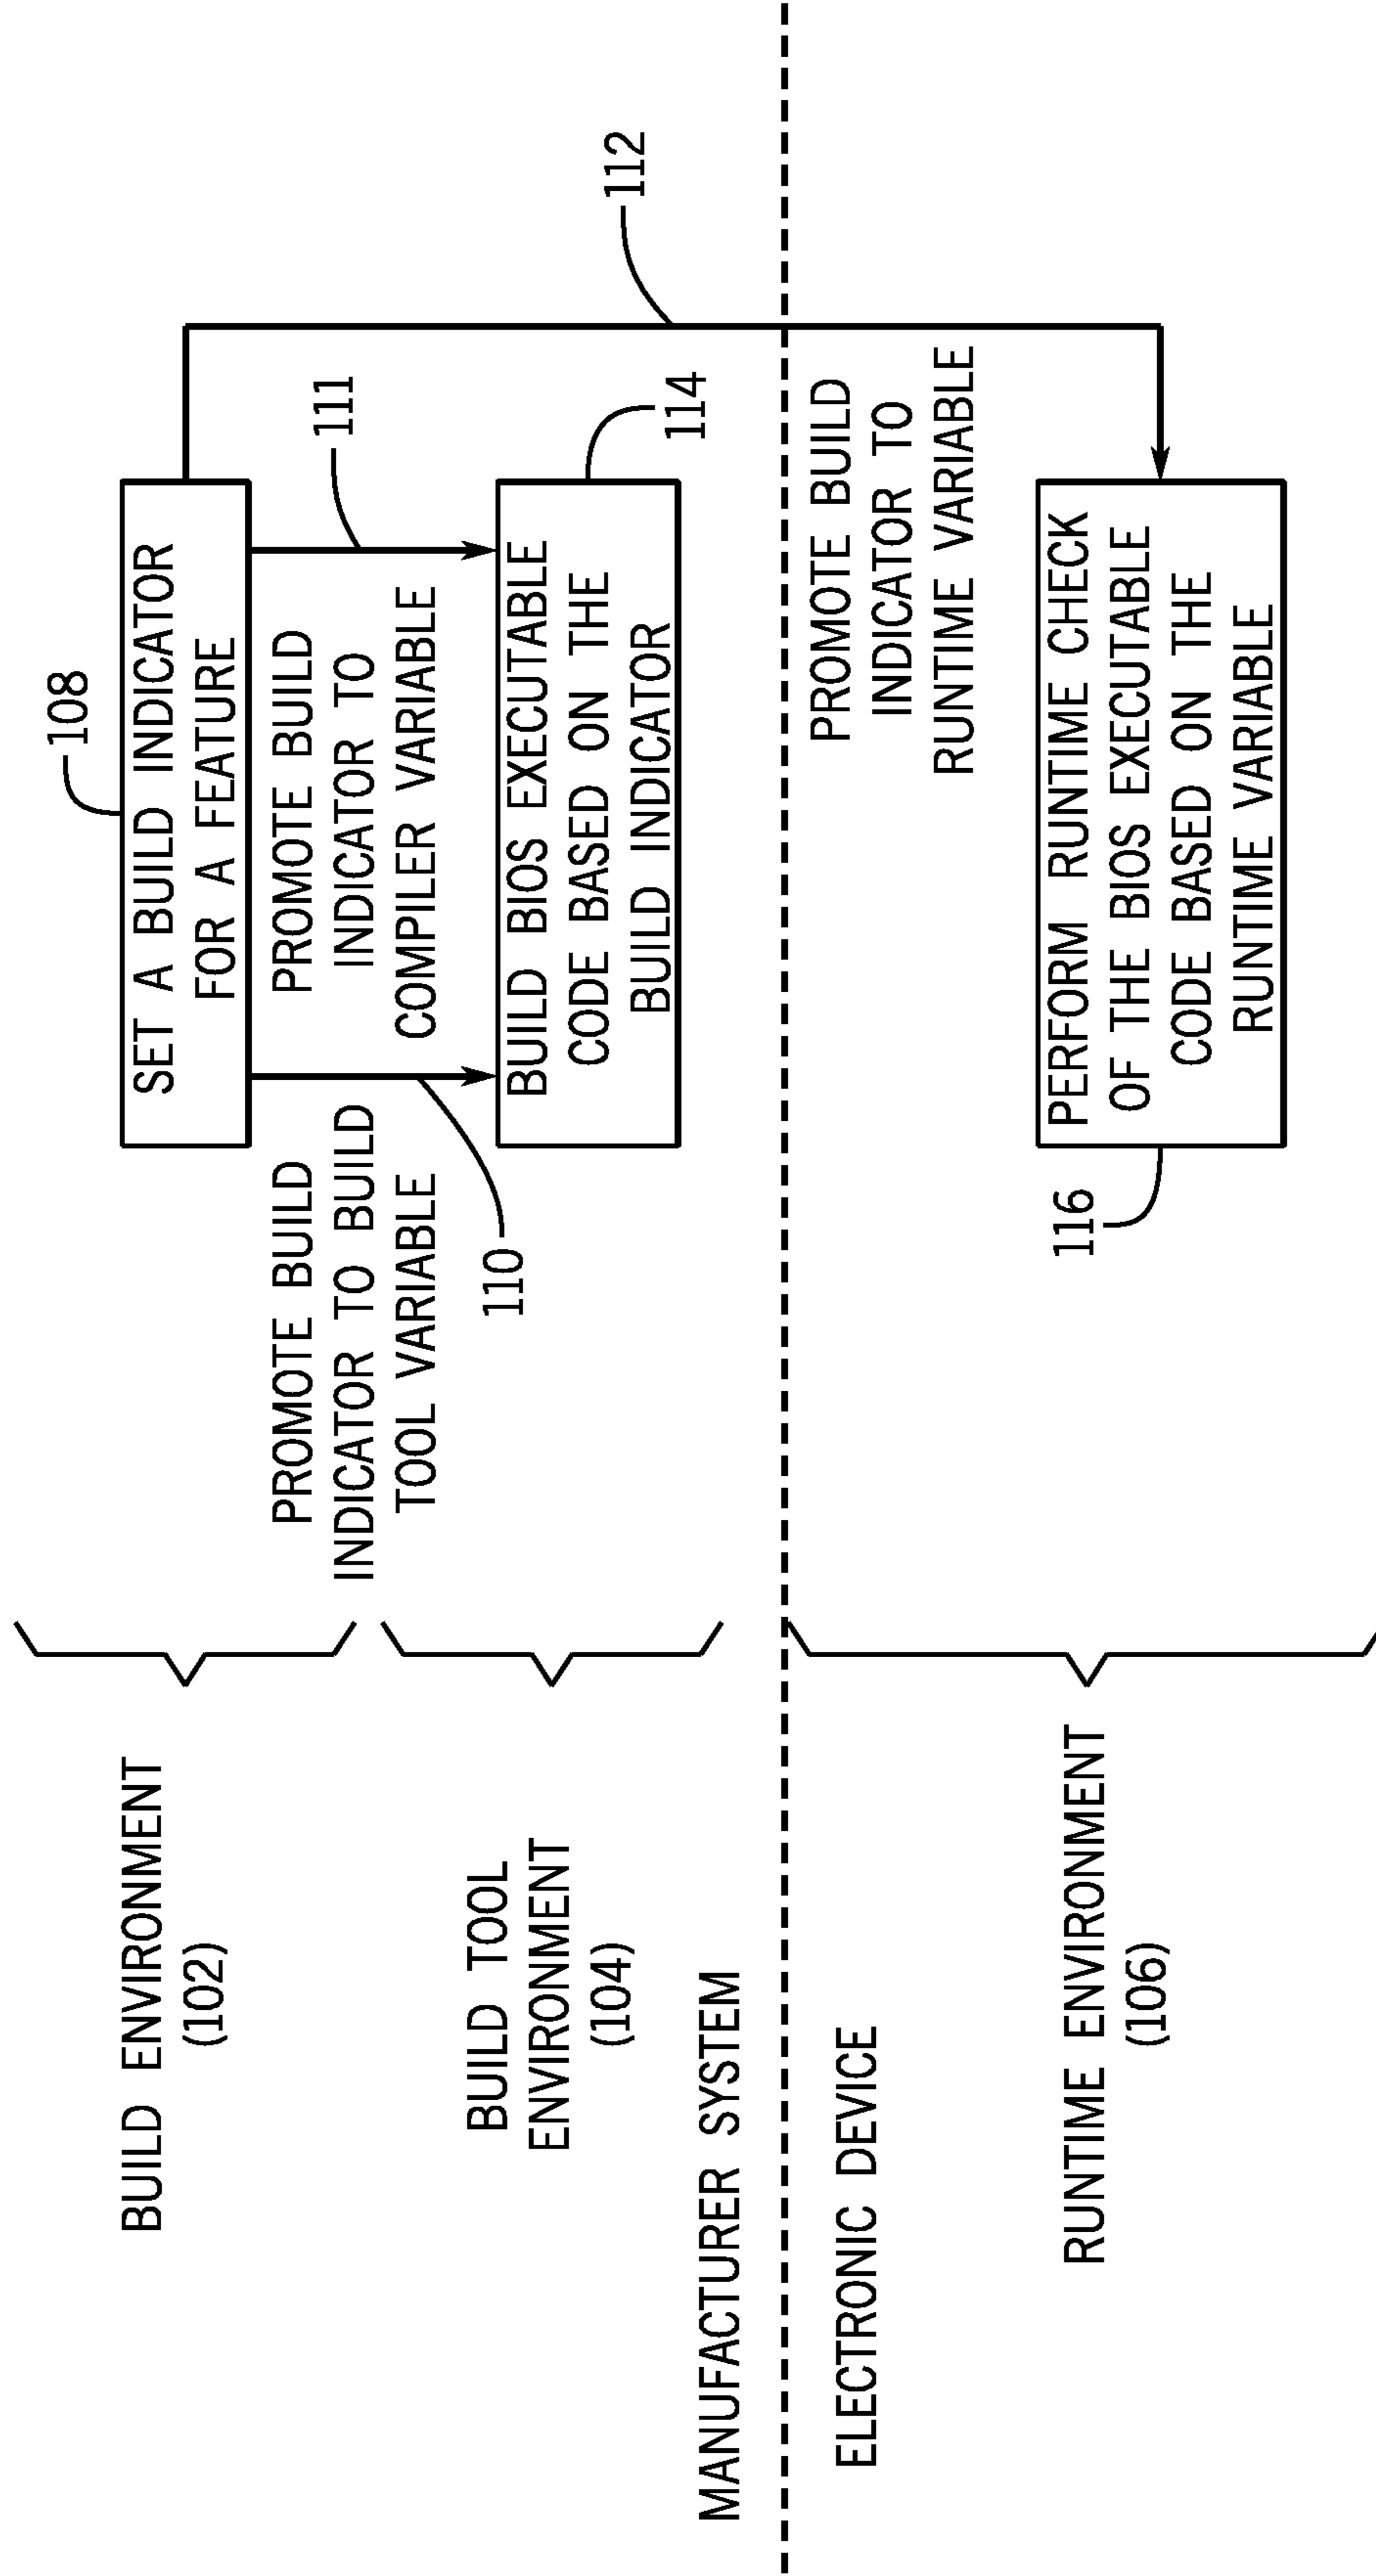 BUILD ENVIRONMENT
(102)
108
SET A BUILD INDICATOR
FOR A FEATURE
PROMOTE BUILD
INDICATOR TO BUILD
TOOL VARIABLE
110
PROMOTE BUILD
INDICATOR TO
COMPILER VARIABLE
111
112
BUILD TOOL
ENVIRONMENT
(104)
BUILD BIOS EXECUTABLE
CODE BASED ON THE
BUILD INDICATOR
114
MANUFACTURER SYSTEM
ELECTRONIC DEVICE
PROMOTE BUILD
INDICATOR TO
RUNTIME VARIABLE
RUNTIME ENVIRONMENT
(106)
116
PERFORM RUNTIME CHECK
OF THE BIOS EXECUTABLE
CODE BASED ON THE
RUNTIME VARIABLE